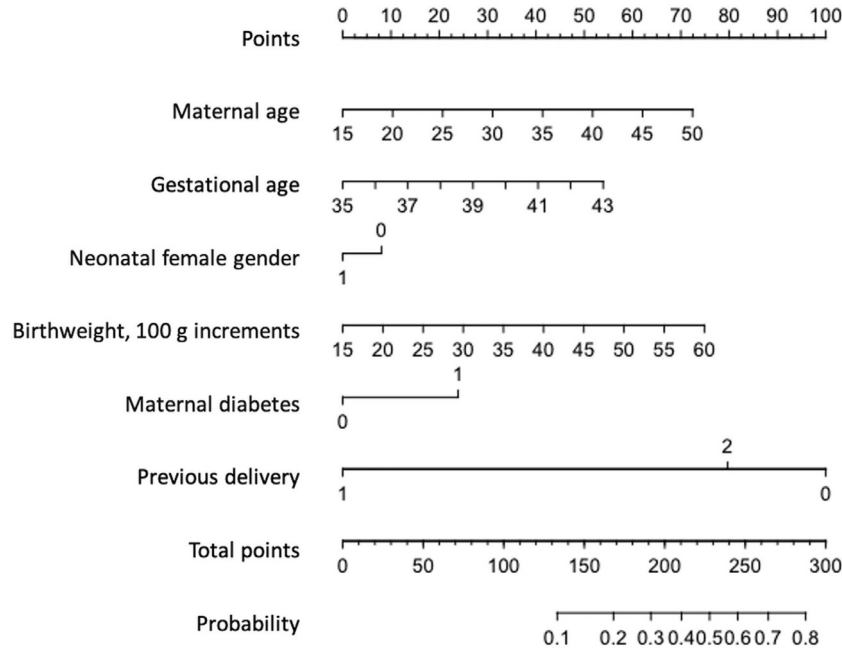 0 10 20 30 40 50 60 70 80 90 100
Points
Maternal age
15 20 25 30 35 40 45 50
Gestational age
35 37 39 41 43
0
Neonatal female gender
1
Birthweight, 100 g increments
15 20 25 30 35 40 45 50 55 60
1
Maternal diabetes
0
2
Previous delivery
1 0
Total points
0 50 100 150 200 250 300
Probability
0.1 0.2 0.3 0.4 0.5 0.6 0.7 0.8